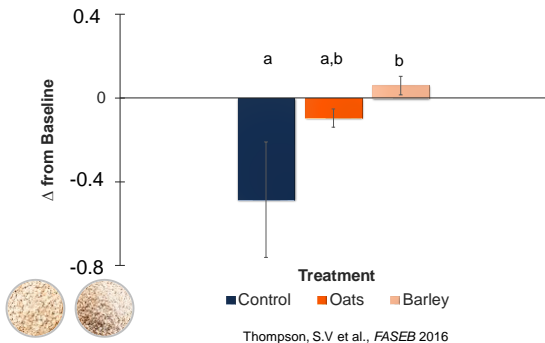 0.4
0
-0.4
-0.8
Δ from Baseline
a
a,b
b
Treatment
Control
Oats
Barley
Thompson, S.V et al., FASEB 2016